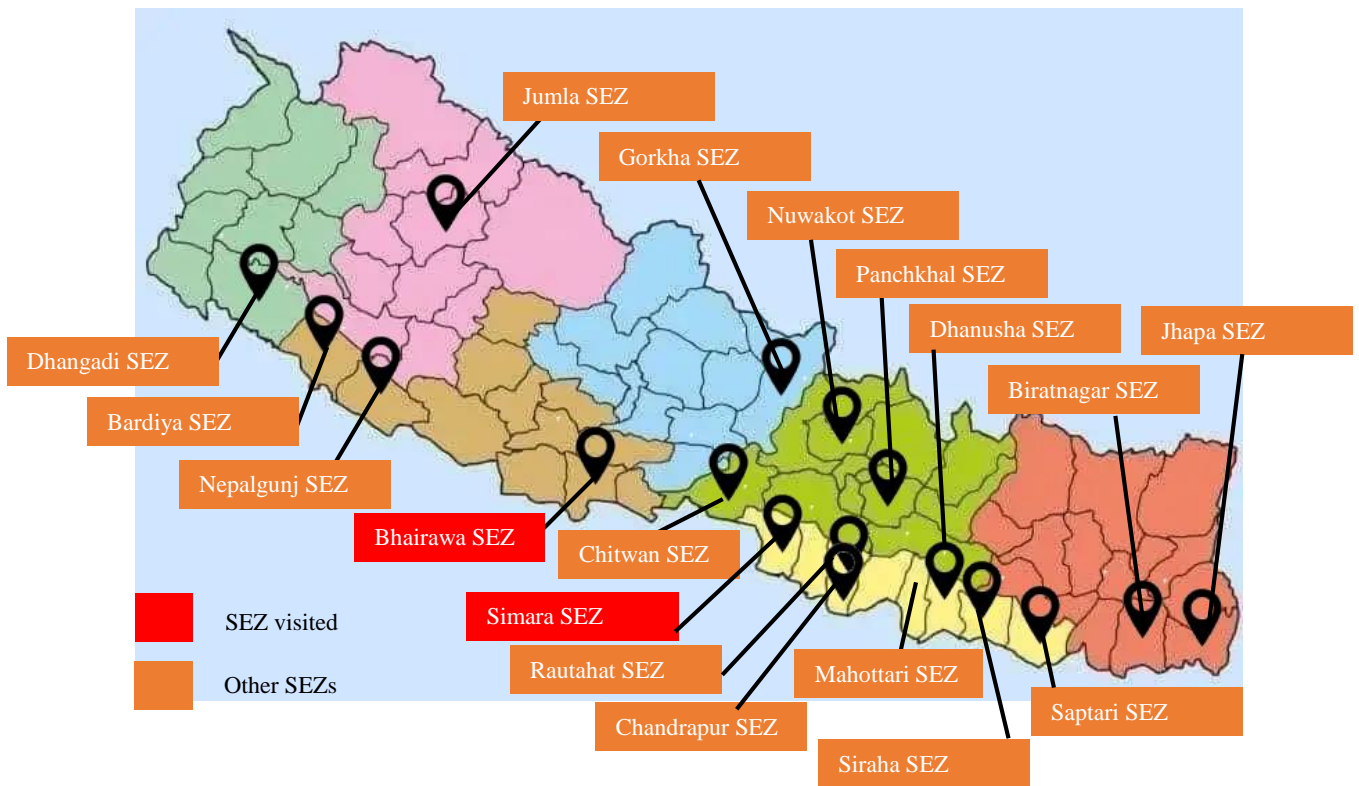 Jumla SEZ
Gorkha SEZ
Nuwakot SEZ
Panchkhal SEZ
Dhanusha SEZ
Jhapa SEZ
Dhangadi SEZ
Biratnagar SEZ
Bardiya SEZ
Nepalgunj SEZ
Bhairawa SEZ
Chitwan SEZ
Simara SEZ
SEZ visited
Rautahat SEZ
Mahottari SEZ
Other SEZs
Saptari SEZ
Chandrapur SEZ
Siraha SEZ